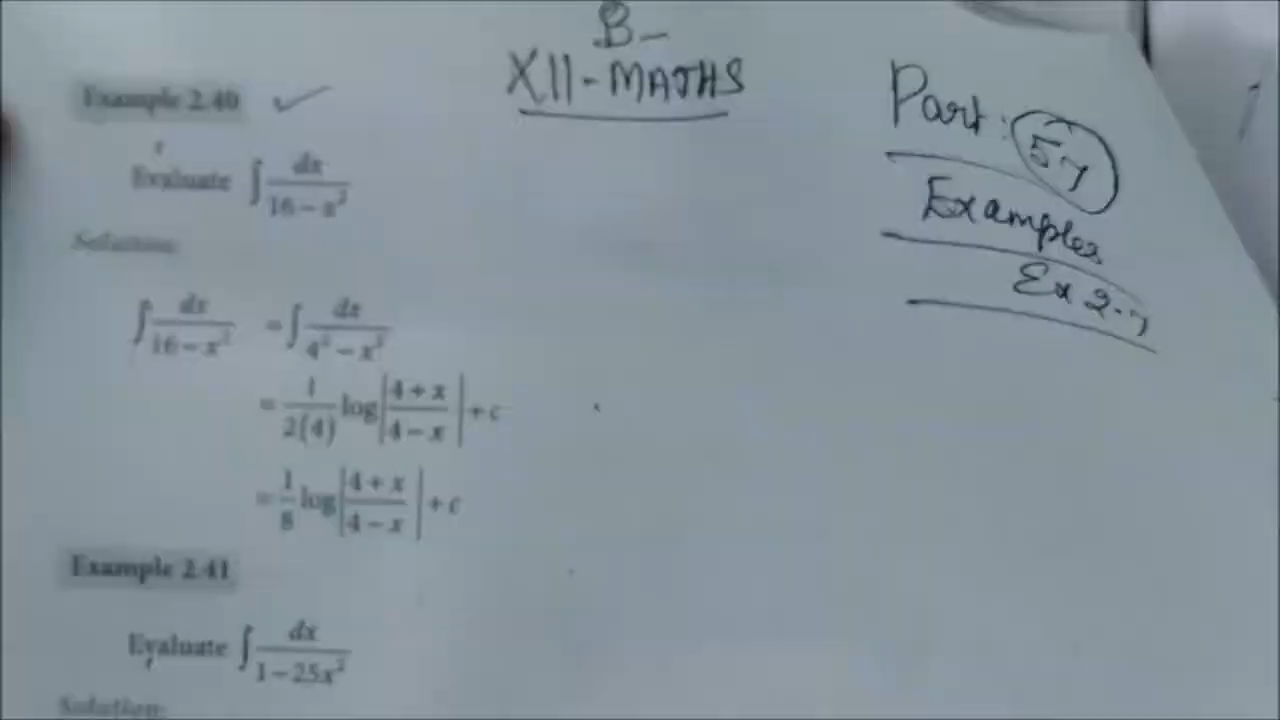 B-
XII-MATHS
Part: 57
Examples
Ex 2.7
Example 2.40
Evaluate ∫ dx / (16 − x²)
Solution:
∫ dx / (16 − x²) = ∫ dx / (4² − x²)
= 1 / 2(4) log |(4 + x) / (4 − x)| + c
= 1/8 log |(4 + x) / (4 − x)| + c
Example 2.41
Evaluate ∫ dx / (1 − 25x²)
Solution: